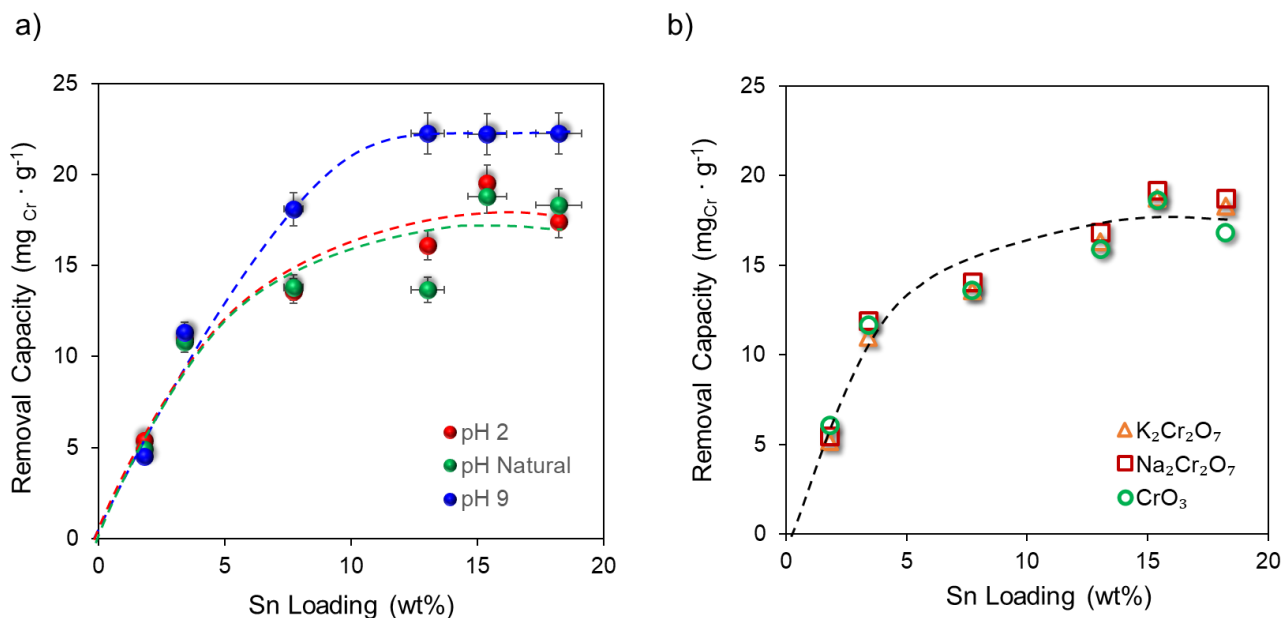 a)
Removal Capacity (mg Cr · g-1)
25
20
15
10
5
0
pH 2
pH Natural
pH 9
0 5 10 15 20
Sn Loading (wt%)
b)
Removal Capacity (mgCr · g-1)
25
20
15
10
5
0
K2Cr2O7
Na2Cr2O7
CrO3
0 5 10 15 20
Sn Loading (wt%)